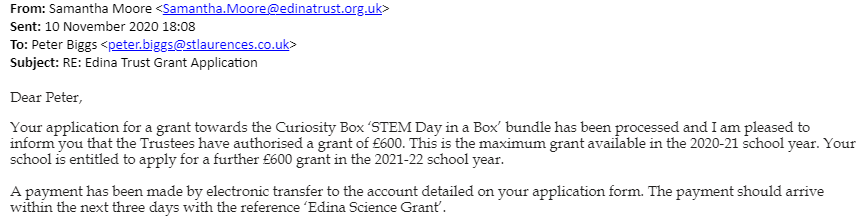 From: Samantha Moore <Samantha.Moore@edinatrust.org.uk>
Sent: 10 November 2020 18:08
To: Peter Biggs <peter.biggs@stlaurences.co.uk>
Subject: RE: Edina Trust Grant Application
Dear Peter,
Your application for a grant towards the Curiosity Box ‘STEM Day in a Box’ bundle has been processed and I am pleased to
inform you that the Trustees have authorised a grant of £600. This is the maximum grant available in the 2020-21 school year. Your
school is entitled to apply for a further £600 grant in the 2021-22 school year.
A payment has been made by electronic transfer to the account detailed on your application form. The payment should arrive
within the next three days with the reference ‘Edina Science Grant’.